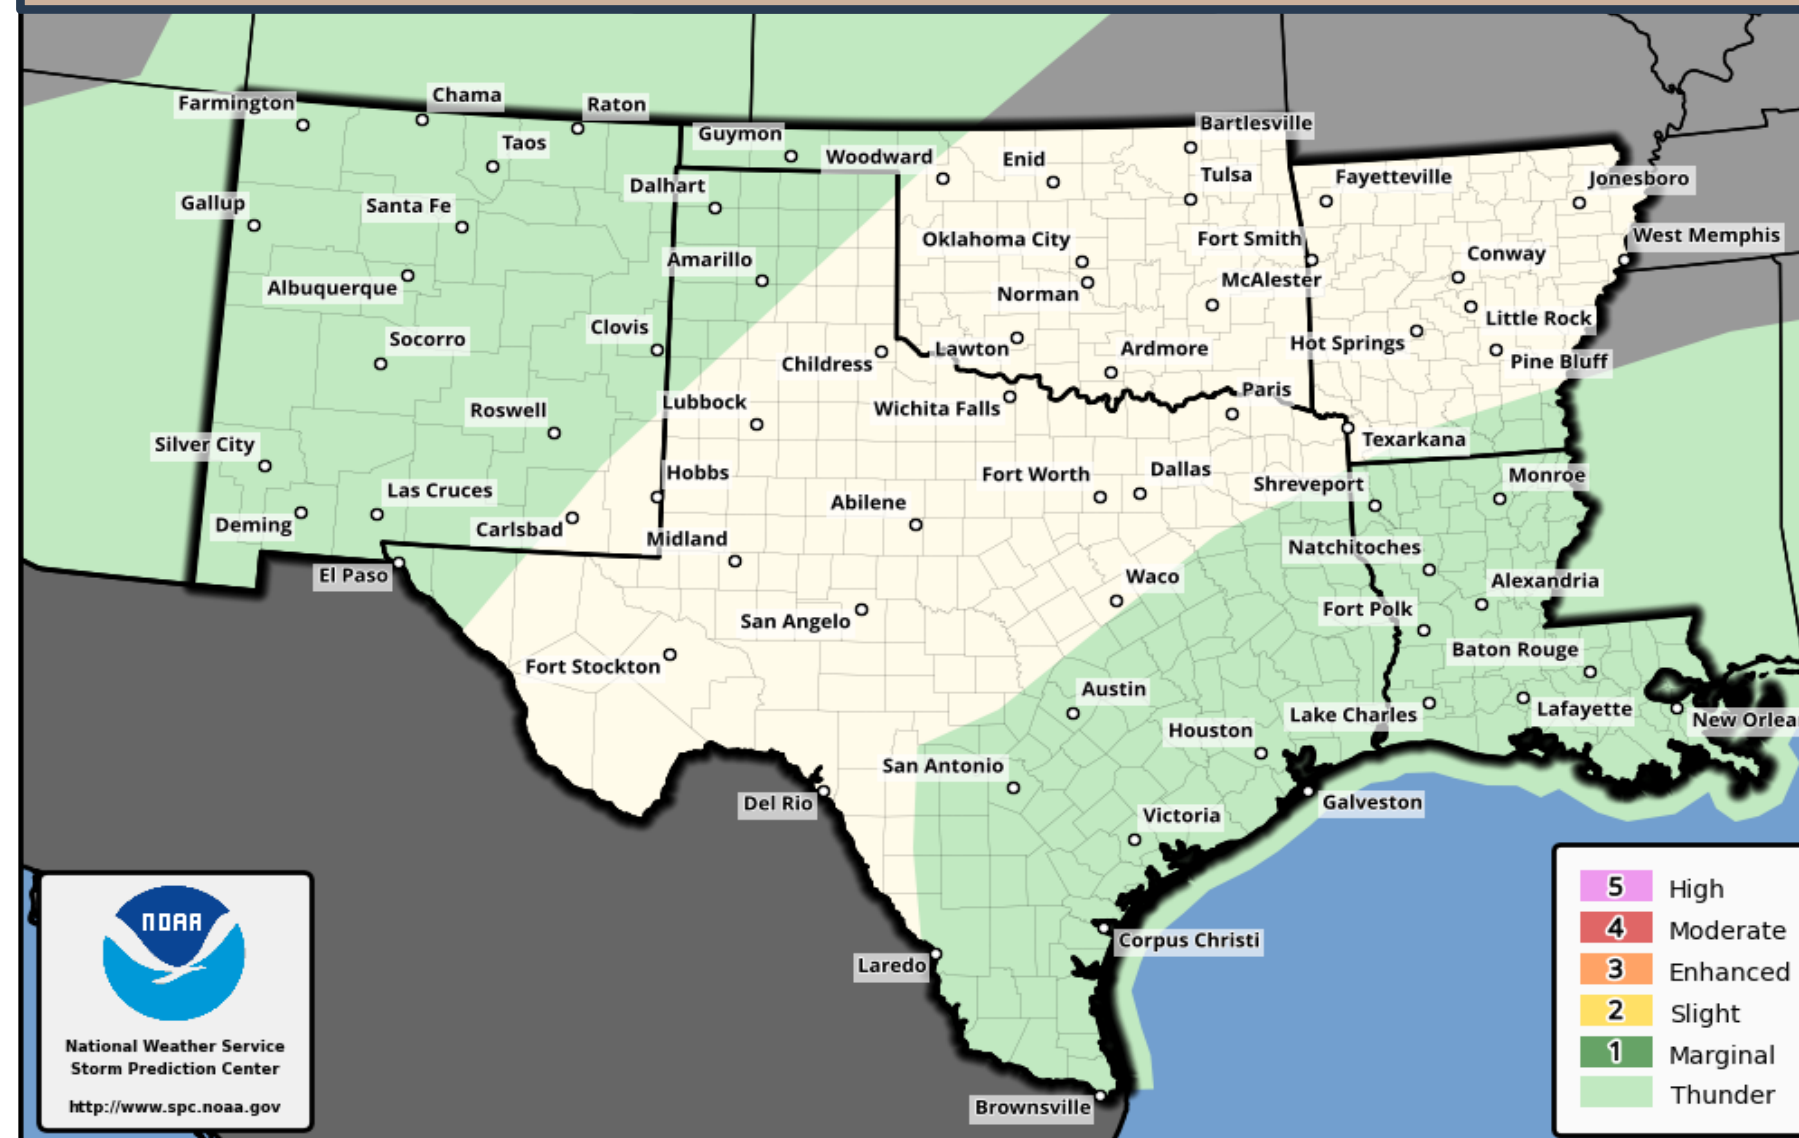 Farmington
Chama
Raton
Taos
Guymon
Woodward
Enid
Bartlesville
Tulsa
Fayetteville
Jonesboro
Gallup
Santa Fe
Dalhart
Oklahoma City
Fort Smith
West Memphis
Conway
Albuquerque
Amarillo
Norman
McAlester
Little Rock
Socorro
Clovis
Childress
Lawton
Ardmore
Hot Springs
Pine Bluff
Roswell
Lubbock
Wichita Falls
Paris
Texarkana
Silver City
Hobbs
Fort Worth
Dallas
Shreveport
Monroe
Las Cruces
Deming
Carlsbad
Midland
Abilene
Natchitoches
El Paso
Waco
Alexandria
San Angelo
Fort Polk
Fort Stockton
Baton Rouge
Austin
Lake Charles
Lafayette
New Orlea
Houston
San Antonio
Del Rio
Galveston
Victoria
Corpus Christi
Laredo
Brownsville
NOAA
National Weather Service
Storm Prediction Center
http://www.spc.noaa.gov
5 High
4 Moderate
3 Enhanced
2 Slight
1 Marginal
Thunder